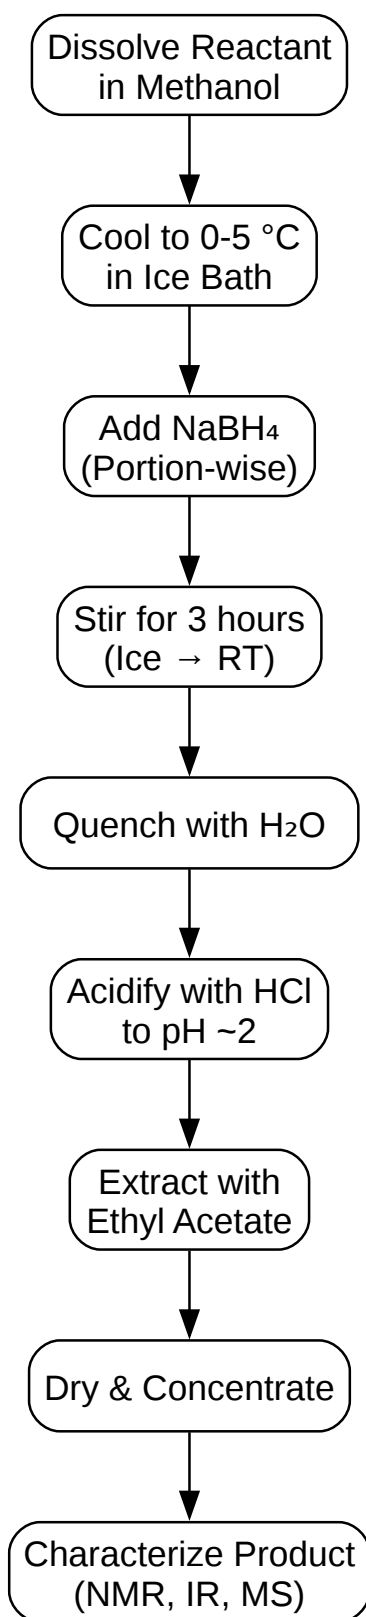 Dissolve Reactant
in Methanol
Cool to 0-5 °C
in Ice Bath
Add NaBH₄
(Portion-wise)
Stir for 3 hours
(Ice → RT)
Quench with H₂O
Acidify with HCl
to pH ~2
Extract with
Ethyl Acetate
Dry & Concentrate
Characterize Product
(NMR, IR, MS)